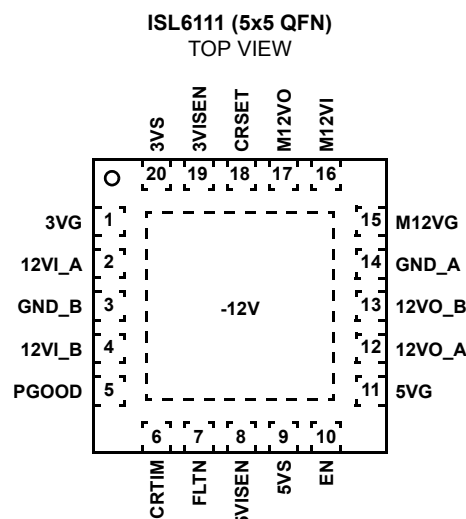 ISL6111 (5x5 QFN)
TOP VIEW
3VS
3VISEN
CRSET
M12VO
M12VI
20 19 18 17 16
3VG 1
12VI_A 2
GND_B 3
12VI_B 4
PGOOD 5
-12V
15 M12VG
14 GND_A
13 12VO_B
12 12VO_A
11 5VG
6 7 8 9 10
CRTIM
FLTN
5VISEN
5VS
EN